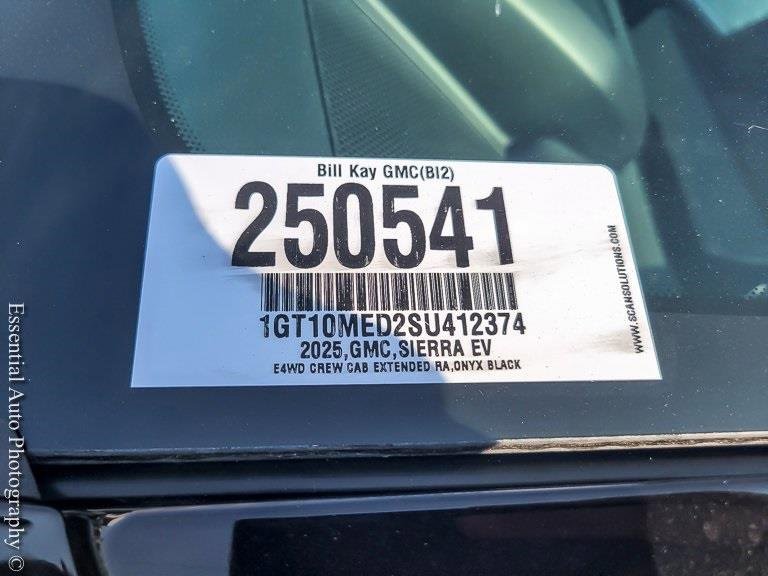 Bill Kay GMC(BI2)
250541
1GT10MED2SU412374
2025,GMC,SIERRA EV
E4WD CREW CAB EXTENDED RA,ONYX BLACK
WWW.SCANSOLUTIONS.COM
Essential Auto Photography ©